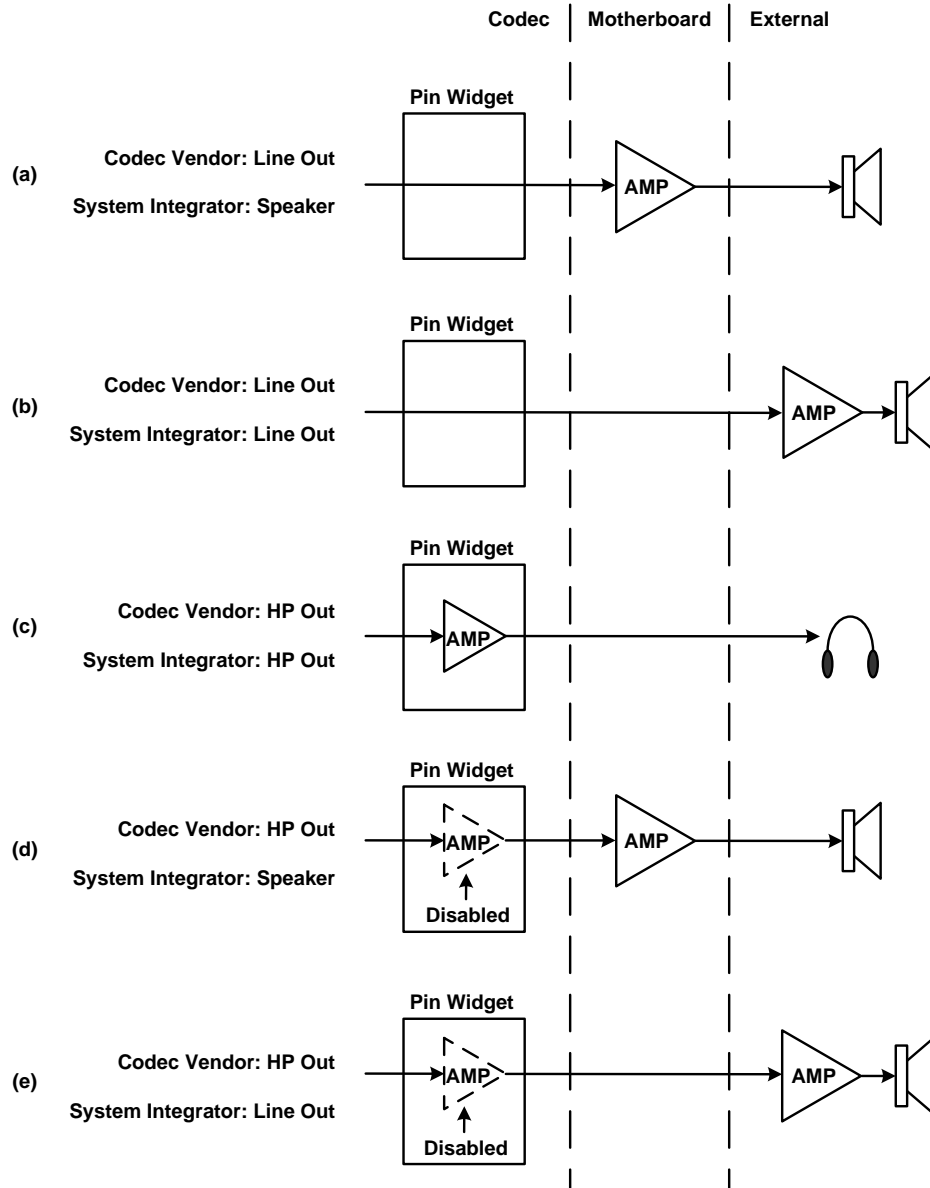 Codec Motherboard External
Pin Widget
(a)
Codec Vendor: Line Out
System Integrator: Speaker
AMP
Pin Widget
(b)
Codec Vendor: Line Out
System Integrator: Line Out
AMP
Pin Widget
(c)
Codec Vendor: HP Out
System Integrator: HP Out
AMP
Pin Widget
(d)
Codec Vendor: HP Out
System Integrator: Speaker
AMP
AMP
Disabled
Pin Widget
(e)
Codec Vendor: HP Out
System Integrator: Line Out
AMP
AMP
Disabled